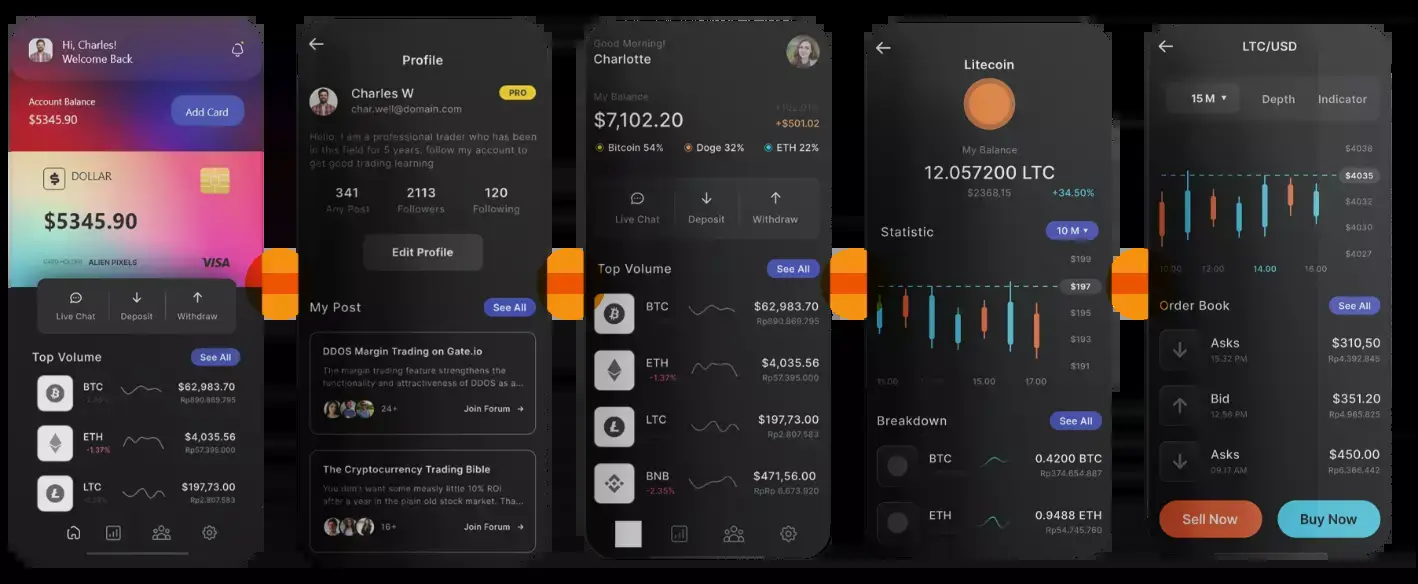 Hi, Charles!
Welcome Back
Account Balance
$5345.90
Add Card
$ DOLLAR
$5345.90
CARD HOLDER ALIEN PIXELS
VISA
Live Chat Deposit Withdraw
Top Volume See All
BTC $62,983.70
Rp890.869.795
ETH $4,035.56
-1.37% Rp57.395.000
LTC $197,73.00
Rp2.807.583
Profile
Charles W PRO
char.well@domain.com
Hello, I am a professional trader who has been
in this field for 5 years, follow my account to
get good trading learning
341 2113 120
Any Post Followers Following
Edit Profile
My Post See All
DDOS Margin Trading on Gate.io
The margin trading feature strengthens the
functionality and attractiveness of DDOS as a...
24+ Join Forum →
The Cryptocurrency Trading Bible
You don't want some measly little 10% ROI
after a year in the plain old stock market. Tha...
16+ Join Forum →
Good Morning!
Charlotte
My Balance
$7,102.20 +$501.02
Bitcoin 54% Doge 32% ETH 22%
Live Chat Deposit Withdraw
Top Volume See All
BTC $62,983.70
Rp890.869.795
ETH $4,035.56
-1.37% Rp57.395.000
LTC $197,73.00
Rp2.807.583
BNB $471,56.00
-2.35% RpRp 6,673.920
Litecoin
My Balance
12.057200 LTC
$2368,15 +34.50%
Statistic 10 M ▾
$199
$197
$195
$193
$191
15.00 17.00
Breakdown See All
BTC 0.4200 BTC
Rp374.654.887
ETH 0.9488 ETH
Rp54.745.760
LTC/USD
15 M ▾ Depth Indicator
$4038
$4035
$4032
$4030
$4027
10.00 12.00 14.00 16.00
Order Book See All
Asks $310,50
15.32 PM Rp4.392.845
Bid $351.20
12,56 PM Rp4.965.825
Asks $450.00
09.17 AM Rp6.366.442
Sell Now Buy Now